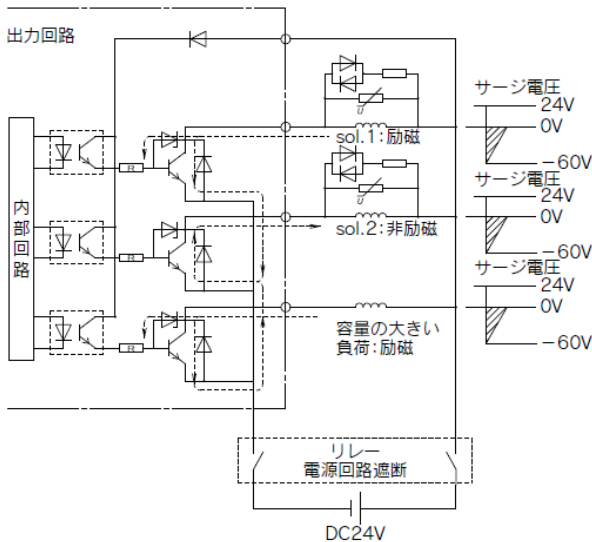 出力回路
サージ電圧
24V
0V
-60V
sol.1:励磁
サージ電圧
24V
0V
-60V
sol.2:非励磁
サージ電圧
24V
0V
-60V
内部回路
R
R
R
U
U
容量の大きい
負荷:励磁
リレー
電源回路遮断
DC24V